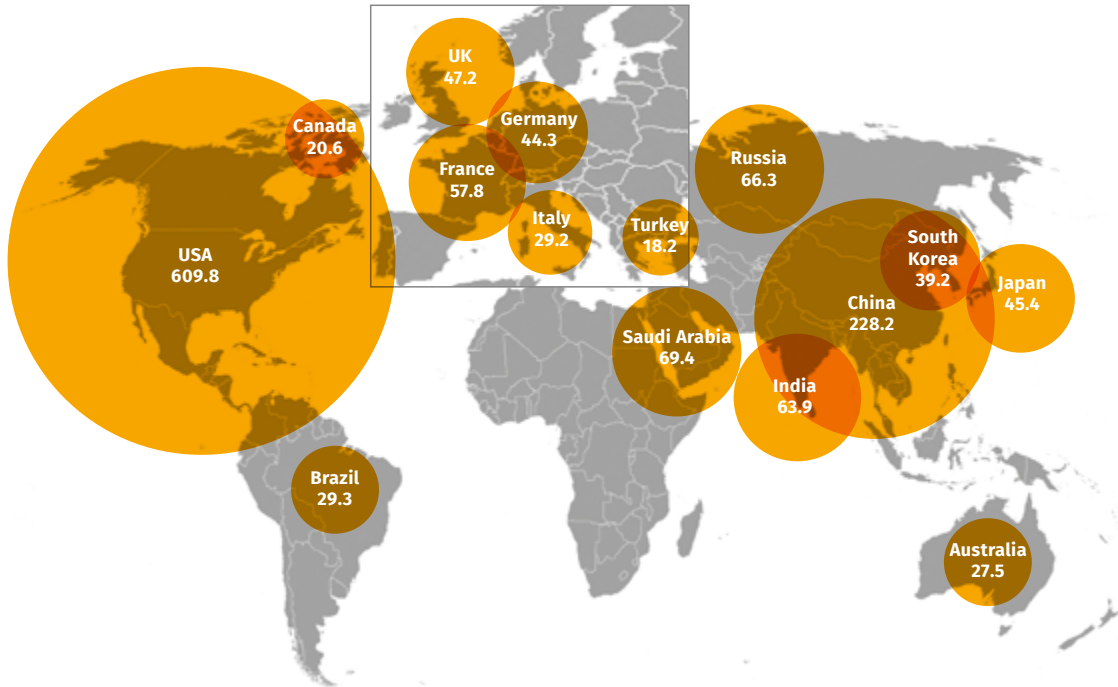 UK
47.2
Canada
20.6
Germany
44.3
France
57.8
Italy
29.2
Turkey
18.2
Russia
66.3
USA
609.8
South
Korea
39.2
Japan
45.4
China
228.2
Saudi Arabia
69.4
India
63.9
Brazil
29.3
Australia
27.5